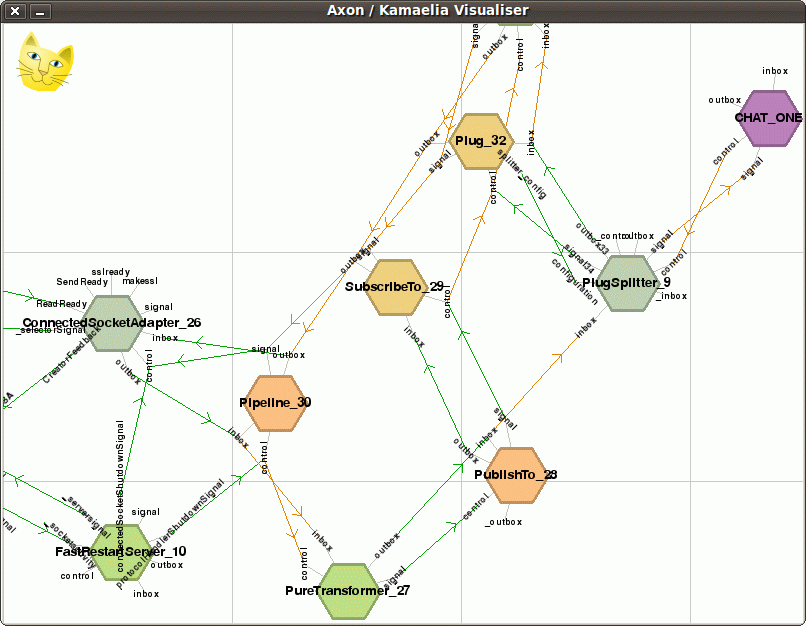 Axon / Kamaelia Visualiser
signa
outbox
control
inbox
inbox
outbox
CHAT_ONE
control
signal
Plug_32
outbox
signal
inbox
splitter_config
control
outbox33
control
outbox
signal
signal34
configuration
control
PlugSplitter_9
_inbox
inbox
signal
outbox
SubscribeTo_29
control
inbox
sslready
SendReady
makessl
ReadReady
signal
ConnectedSocketAdapter_26
_selectorSignal
inbox
CreatorFeedback
control
outbox
signal
outbox
Pipeline_30
inbox
control
signal
inbox
outbox
PublishTo_28
control
_outbox
connectedSocketShutdownSignal
protocolHandlerShutdownSignal
_serversignal
signal
_socketactivity
FastRestartServer_10
outbox
control
inbox
inbox
control
outbox
signal
PureTransformer_27